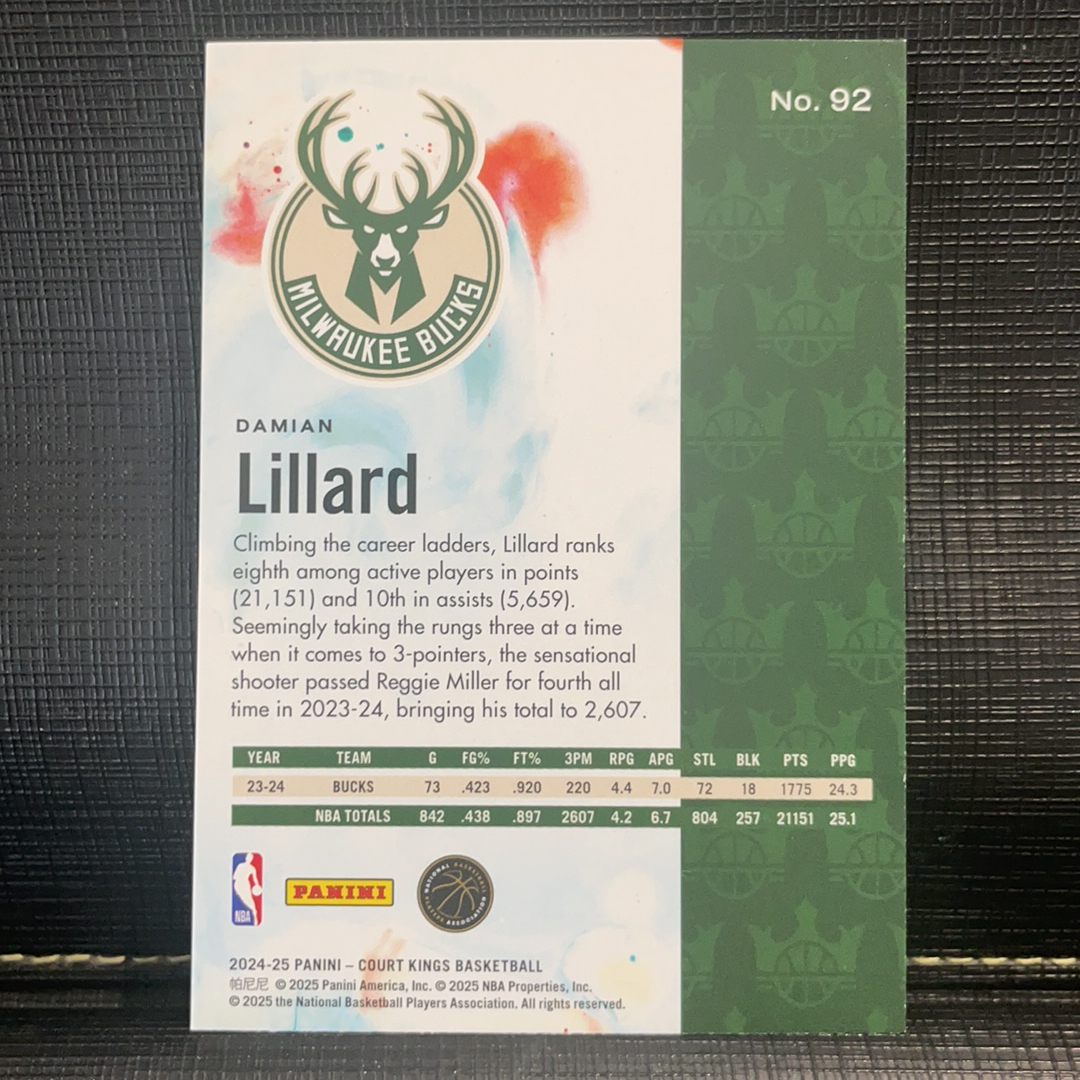 No. 92
MILWAUKEE BUCKS
DAMIAN
Lillard
Climbing the career ladders, Lillard ranks
eighth among active players in points
(21,151) and 10th in assists (5,659).
Seemingly taking the rungs three at a time
when it comes to 3-pointers, the sensational
shooter passed Reggie Miller for fourth all
time in 2023-24, bringing his total to 2,607.
YEAR TEAM G FG% FT% 3PM RPG APG STL BLK PTS PPG
23-24 BUCKS 73 .423 .920 220 4.4 7.0 72 18 1775 24.3
NBA TOTALS 842 .438 .897 2607 4.2 6.7 804 257 21151 25.1
NBA
PANINI
NATIONAL BASKETBALL PLAYERS ASSOCIATION
2024-25 PANINI – COURT KINGS BASKETBALL
帕尼尼 © 2025 Panini America, Inc. © 2025 NBA Properties, Inc.
© 2025 the National Basketball Players Association. All rights reserved.